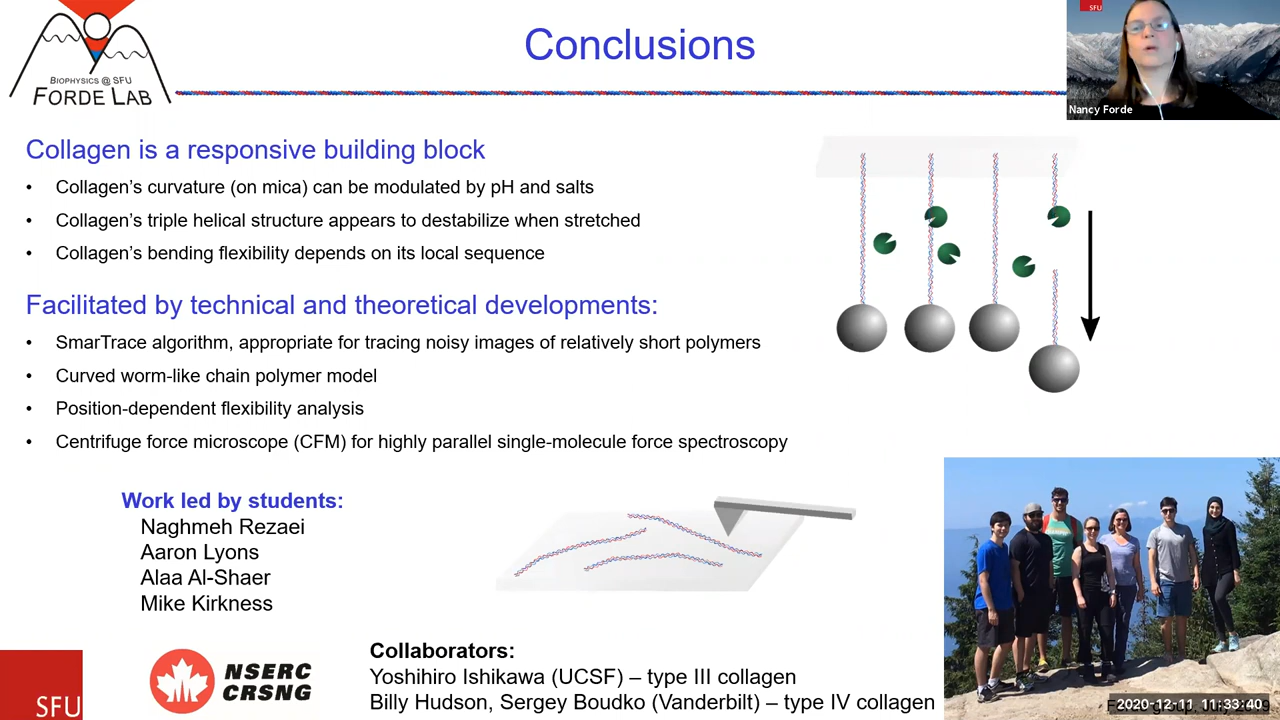 Conclusions
SFU
Nancy Forde
BIOPHYSICS @ SFU
FORDE LAB
Collagen is a responsive building block
• Collagen's curvature (on mica) can be modulated by pH and salts
• Collagen's triple helical structure appears to destabilize when stretched
• Collagen's bending flexibility depends on its local sequence
Facilitated by technical and theoretical developments:
• SmarTrace algorithm, appropriate for tracing noisy images of relatively short polymers
• Curved worm-like chain polymer model
• Position-dependent flexibility analysis
• Centrifuge force microscope (CFM) for highly parallel single-molecule force spectroscopy
Work led by students:
Naghmeh Rezaei
Aaron Lyons
Alaa Al-Shaer
Mike Kirkness
SFU
NSERC
CRSNG
Collaborators:
Yoshihiro Ishikawa (UCSF) – type III collagen
Billy Hudson, Sergey Boudko (Vanderbilt) – type IV collagen
2020-12-11 11:33:40